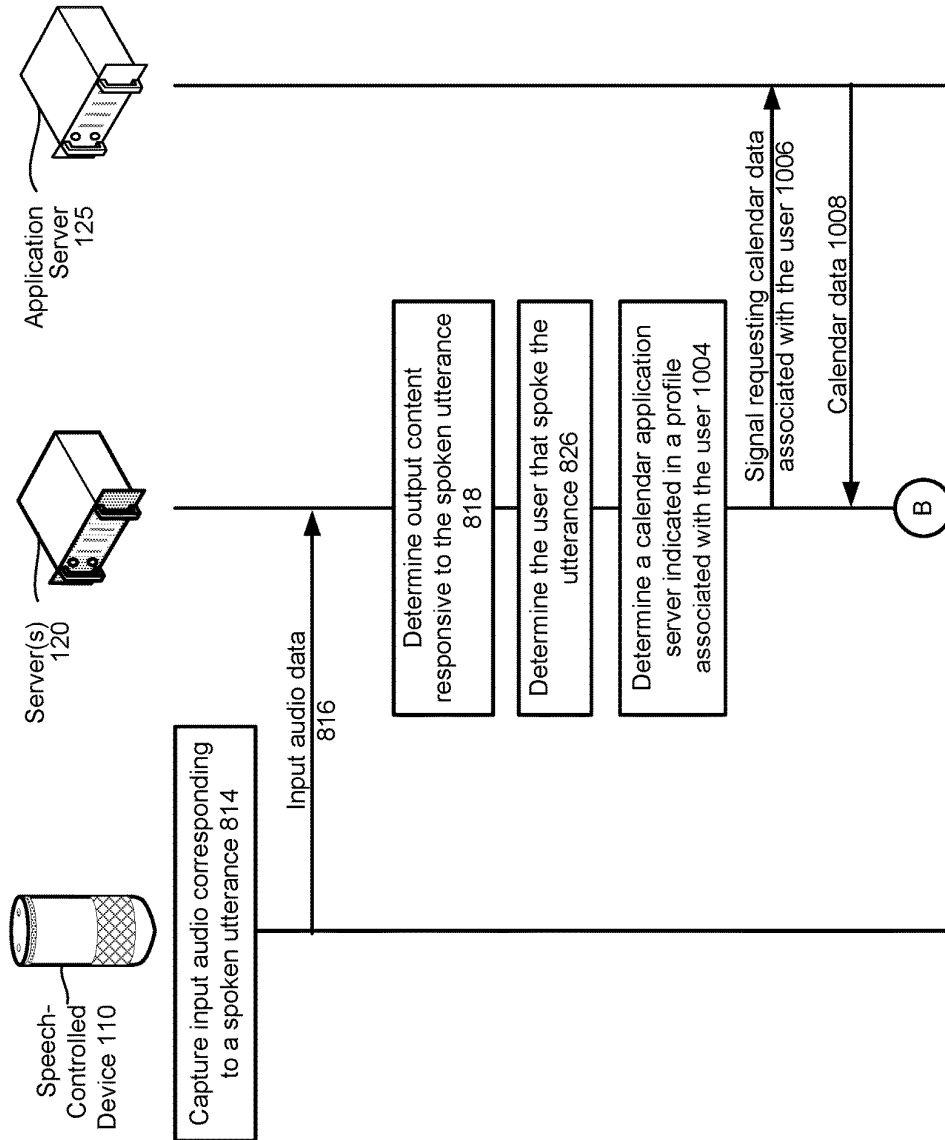 Speech-
Controlled
Device 110
Server(s)
120
Application
Server
125
Capture input audio corresponding
to a spoken utterance 814
Input audio data
816
Determine output content
responsive to the spoken utterance
818
Determine the user that spoke the
utterance 826
Determine a calendar application
server indicated in a profile
associated with the user 1004
Signal requesting calendar data
associated with the user 1006
Calendar data 1008
B